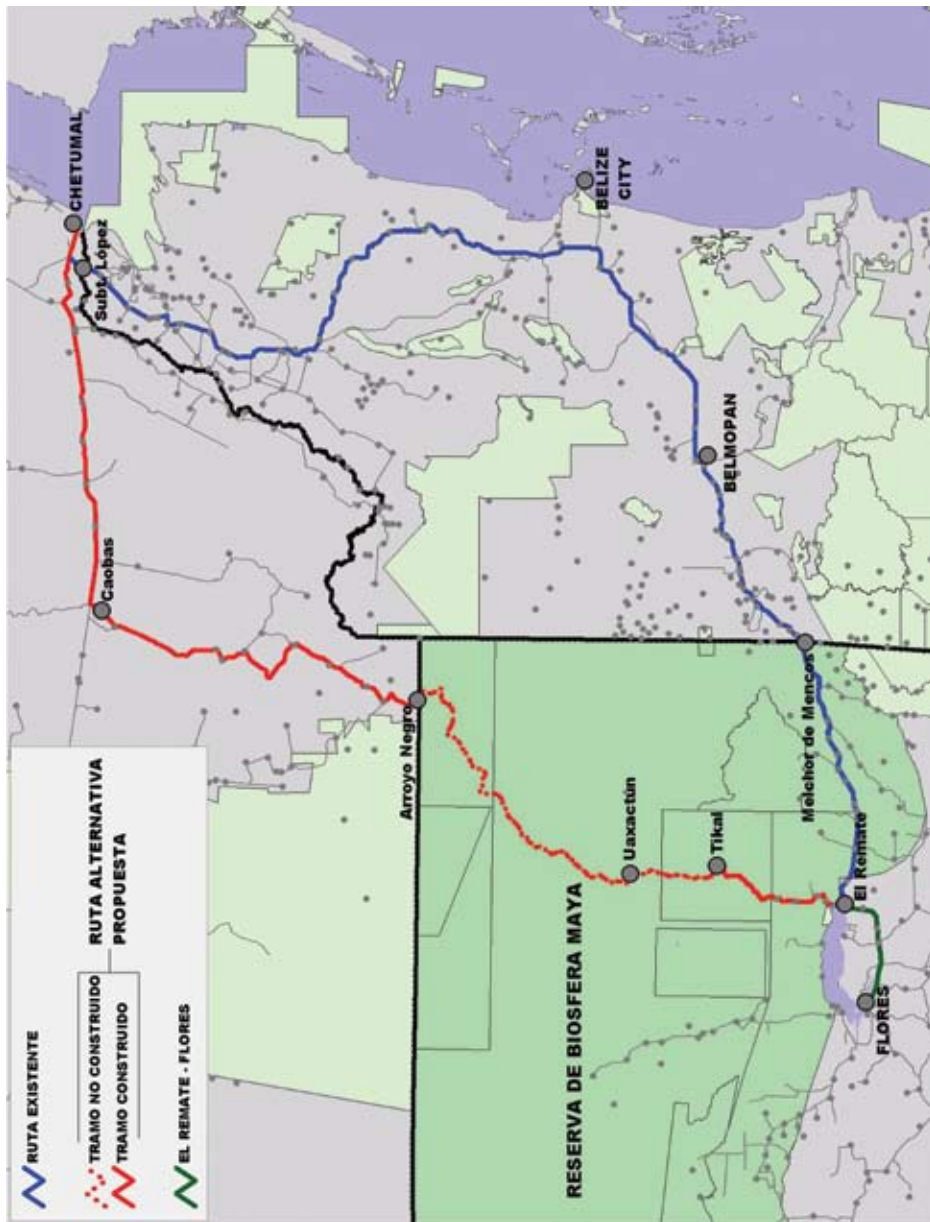 RUTA EXISTENTE
TRAMO NO CONSTRUIDO
TRAMO CONSTRUIDO
RUTA ALTERNATIVA
PROPUESTA
EL REMATE - FLORES
CHETUMAL
Subt. López
Caobas
Arroyo Negro
BELIZE
CITY
BELMOPAN
Uaxactún
Tikal
Melchor de Mencos
El Remate
FLORES
RESERVA DE BIOSFERA MAYA